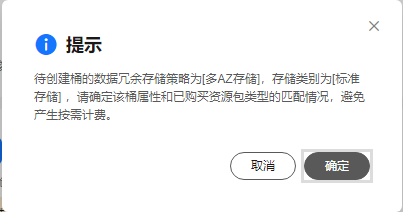 提示
待创建桶的数据冗余存储策略为[多AZ存储]，存储类别为[标准
存储] ，请确定该桶属性和已购买资源包类型的匹配情况，避免
产生按需计费。
取消
确定